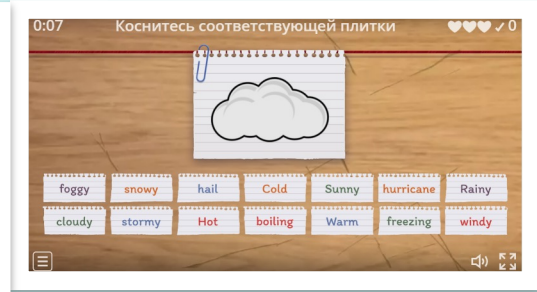 0:07 Коснитесь соответствующей плитки ✓ 0
foggy snowy hail Cold Sunny hurricane Rainy
cloudy stormy Hot boiling Warm freezing windy